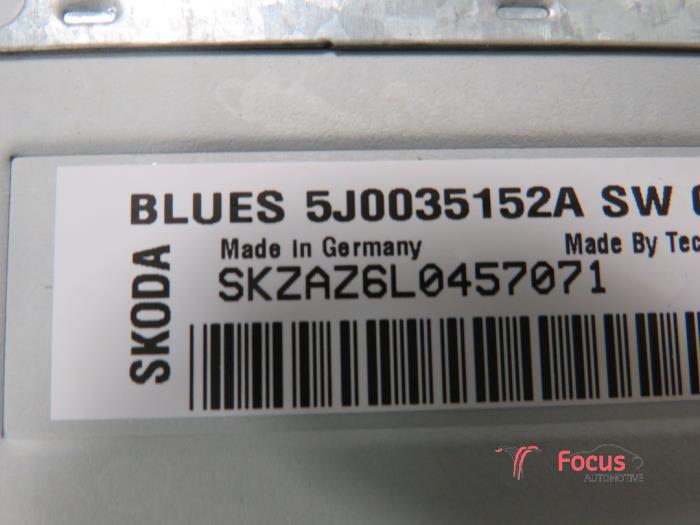 BLUES 5J0035152A SW
Made In Germany Made By
SKZAZ6L0457071
SKODA
Focus
AUTOMOTIVE